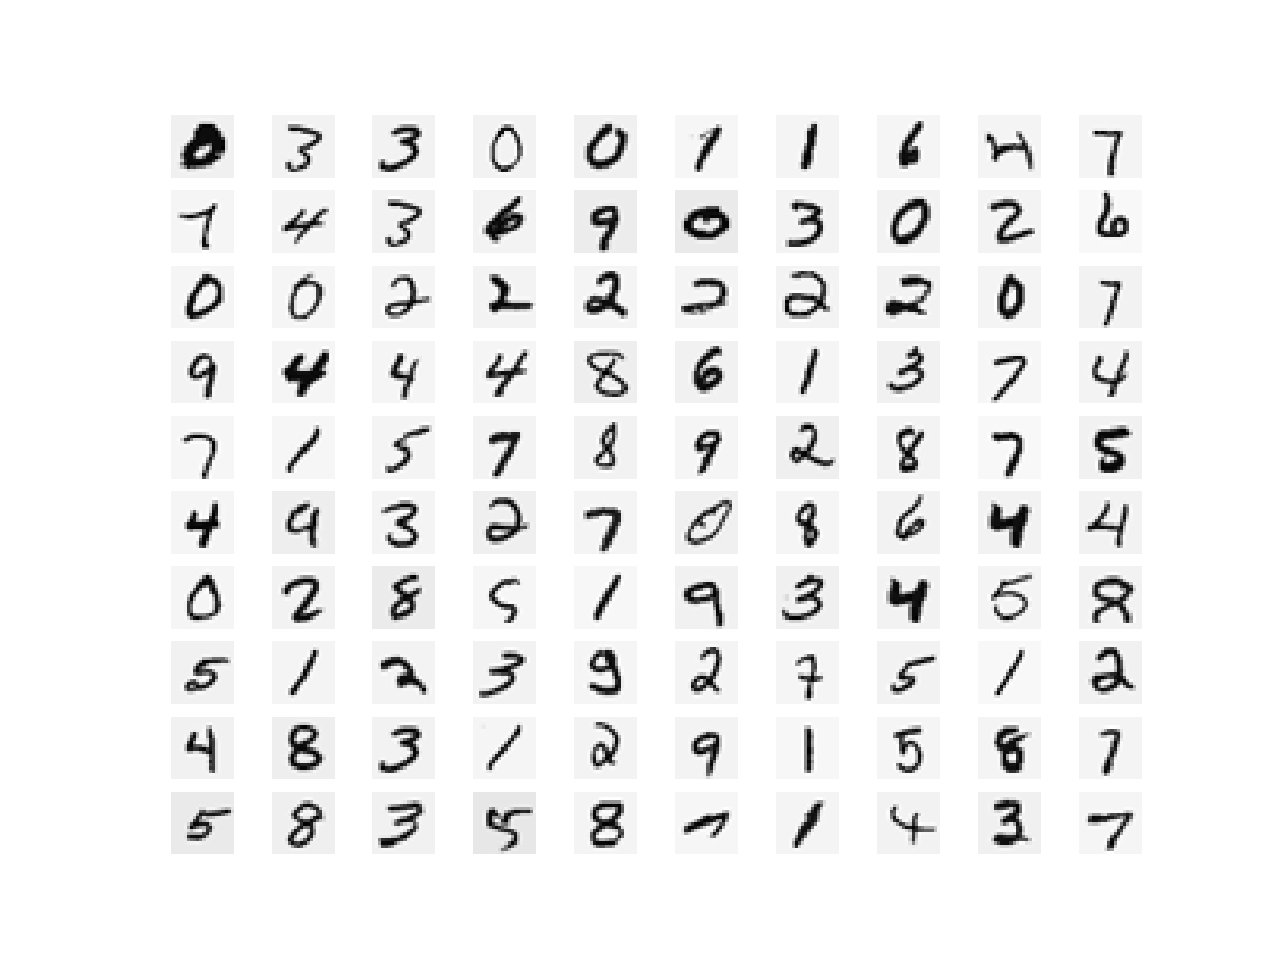 0 3 3 0 0 1 1 6 4 7
7 4 3 6 9 0 3 0 2 6
0 0 2 2 2 2 2 2 0 7
9 4 4 4 8 6 1 3 7 4
7 1 5 7 8 9 2 8 7 5
4 9 3 2 7 0 8 6 4 4
0 2 8 5 1 9 3 4 5 8
5 1 2 3 9 2 7 5 1 2
4 8 3 1 2 9 1 5 8 7
5 8 3 5 8 7 1 4 3 7